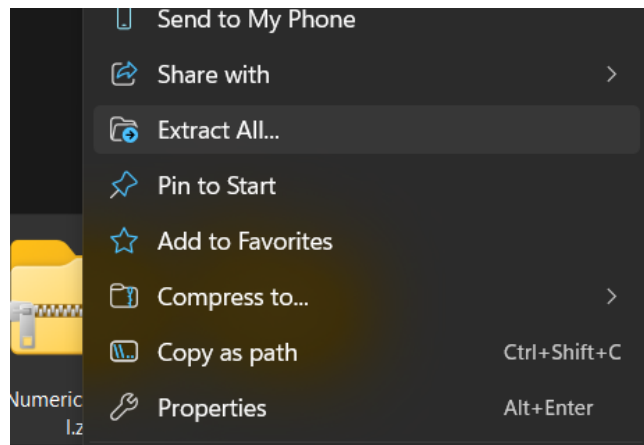 Send to My Phone
Share with
Extract All...
Pin to Start
Add to Favorites
Compress to...
Copy as path Ctrl+Shift+C
Properties Alt+Enter
Numeric
l.z